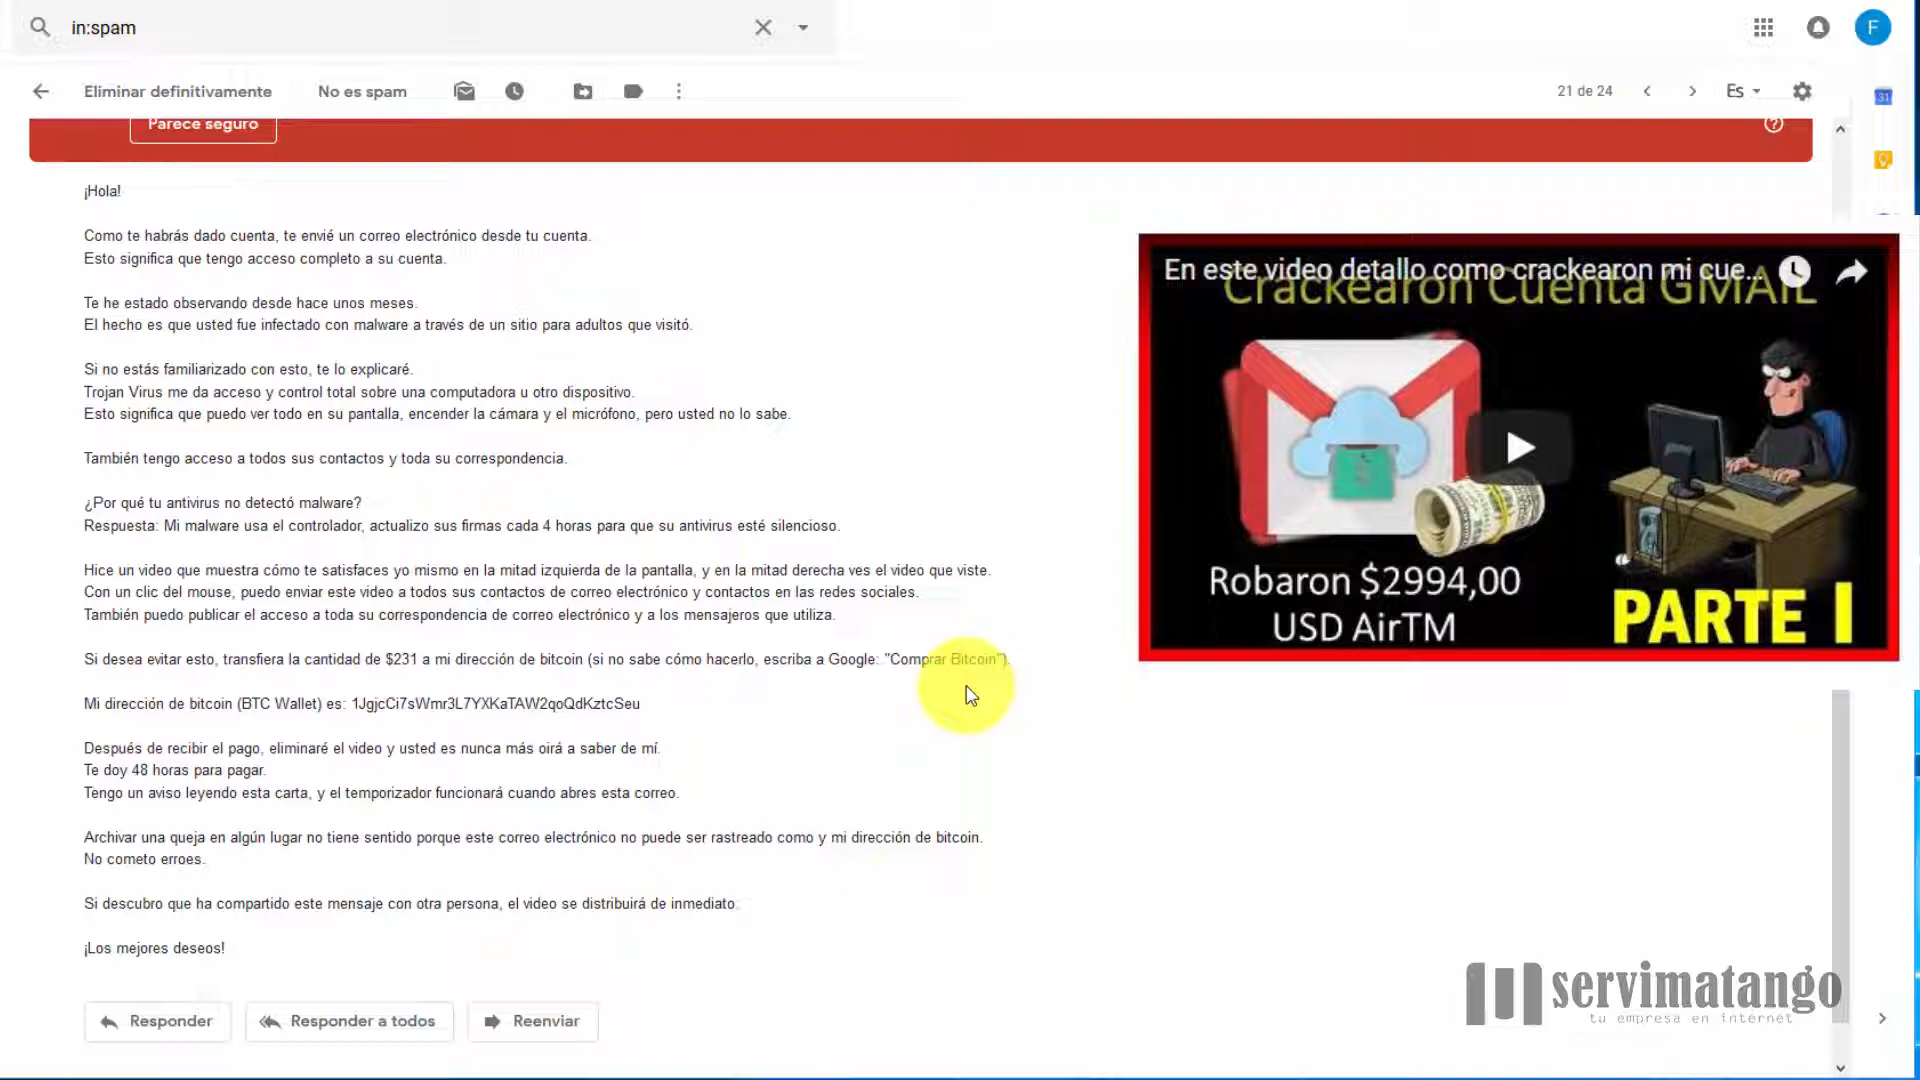 in:spam
F
Eliminar definitivamente
No es spam
21 de 24
Es
31
Parece seguro
¡Hola!
Como te habrás dado cuenta, te envié un correo electrónico desde tu cuenta.
Esto significa que tengo acceso completo a su cuenta.
Te he estado observando desde hace unos meses.
El hecho es que usted fue infectado con malware a través de un sitio para adultos que visitó.
Si no estás familiarizado con esto, te lo explicaré.
Trojan Virus me da acceso y control total sobre una computadora u otro dispositivo.
Esto significa que puedo ver todo en su pantalla, encender la cámara y el micrófono, pero usted no lo sabe.
También tengo acceso a todos sus contactos y toda su correspondencia.
¿Por qué tu antivirus no detectó malware?
Respuesta: Mi malware usa el controlador, actualizo sus firmas cada 4 horas para que su antivirus esté silencioso.
Hice un video que muestra cómo te satisfaces yo mismo en la mitad izquierda de la pantalla, y en la mitad derecha ves el video que viste.
Con un clic del mouse, puedo enviar este video a todos sus contactos de correo electrónico y contactos en las redes sociales.
También puedo publicar el acceso a toda su correspondencia de correo electrónico y a los mensajeros que utiliza.
Si desea evitar esto, transfiera la cantidad de $231 a mi dirección de bitcoin (si no sabe cómo hacerlo, escriba a Google: "Comprar Bitcoin").
Mi dirección de bitcoin (BTC Wallet) es: 1JgjcCi7sWmr3L7YXKaTAW2qoQdKztcSeu
Después de recibir el pago, eliminaré el video y usted es nunca más oirá a saber de mí.
Te doy 48 horas para pagar.
Tengo un aviso leyendo esta carta, y el temporizador funcionará cuando abres esta correo.
Archivar una queja en algún lugar no tiene sentido porque este correo electrónico no puede ser rastreado como y mi dirección de bitcoin.
No cometo erroes.
Si descubro que ha compartido este mensaje con otra persona, el video se distribuirá de inmediato.
¡Los mejores deseos!
Responder
Responder a todos
Reenviar
En este video detallo como crackearon mi cue...
Crackearon Cuenta GMAIL
Robaron $2994,00
USD AirTM
PARTE I
servimatango
tu empresa en internet